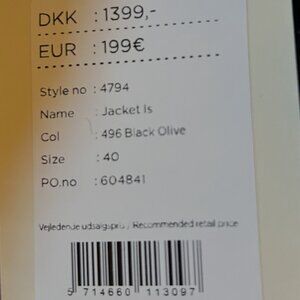 DKK : 1399,-
EUR : 199€
Style no : 4794
Name : Jacket Is
Col : 496 Black Olive
Size : 40
PO.no : 604841
Vejledende udsalgspris / Recommended retail price
5 714660 113097